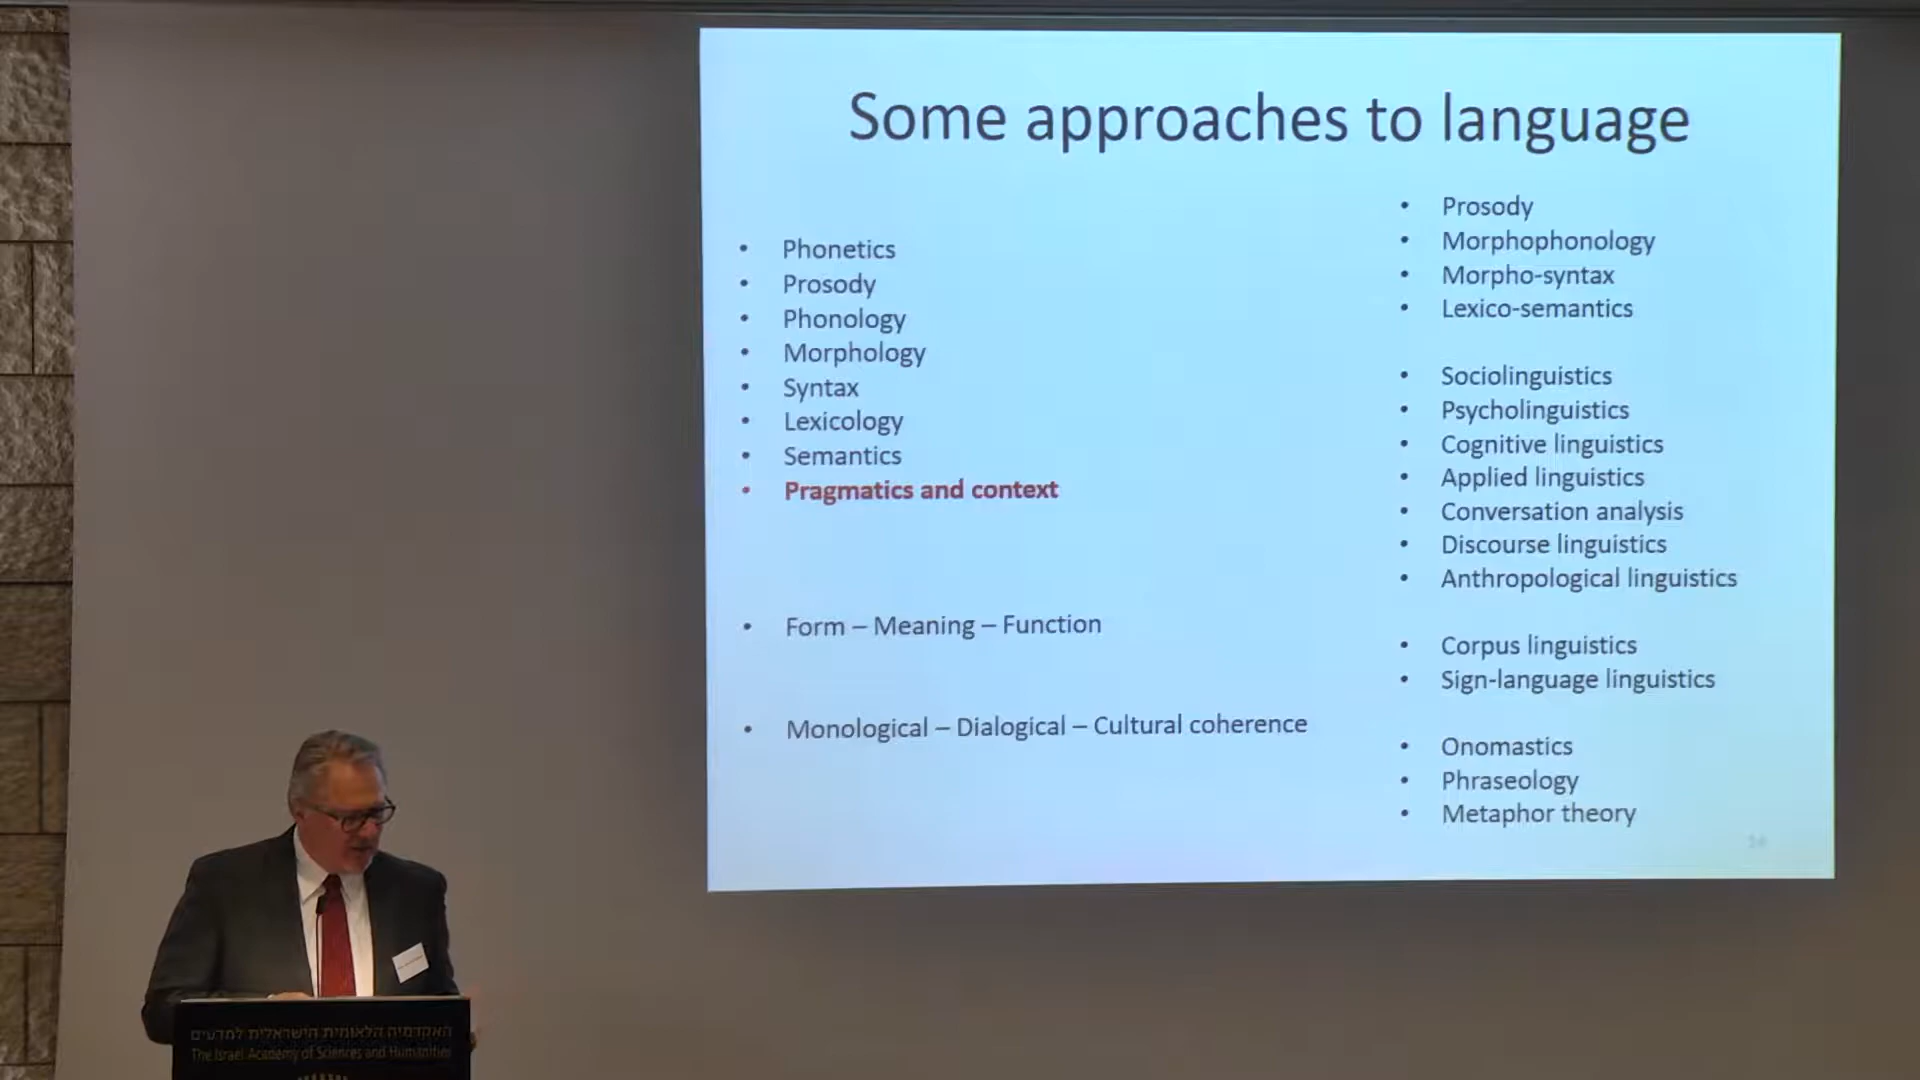 Some approaches to language
• Phonetics
• Prosody
• Phonology
• Morphology
• Syntax
• Lexicology
• Semantics
• Pragmatics and context
• Form – Meaning – Function
• Monological – Dialogical – Cultural coherence
• Prosody
• Morphophonology
• Morpho-syntax
• Lexico-semantics
• Sociolinguistics
• Psycholinguistics
• Cognitive linguistics
• Applied linguistics
• Conversation analysis
• Discourse linguistics
• Anthropological linguistics
• Corpus linguistics
• Sign-language linguistics
• Onomastics
• Phraseology
• Metaphor theory
האקדמיה הלאומית הישראלית למדעים
The Israel Academy of Sciences and Humanities